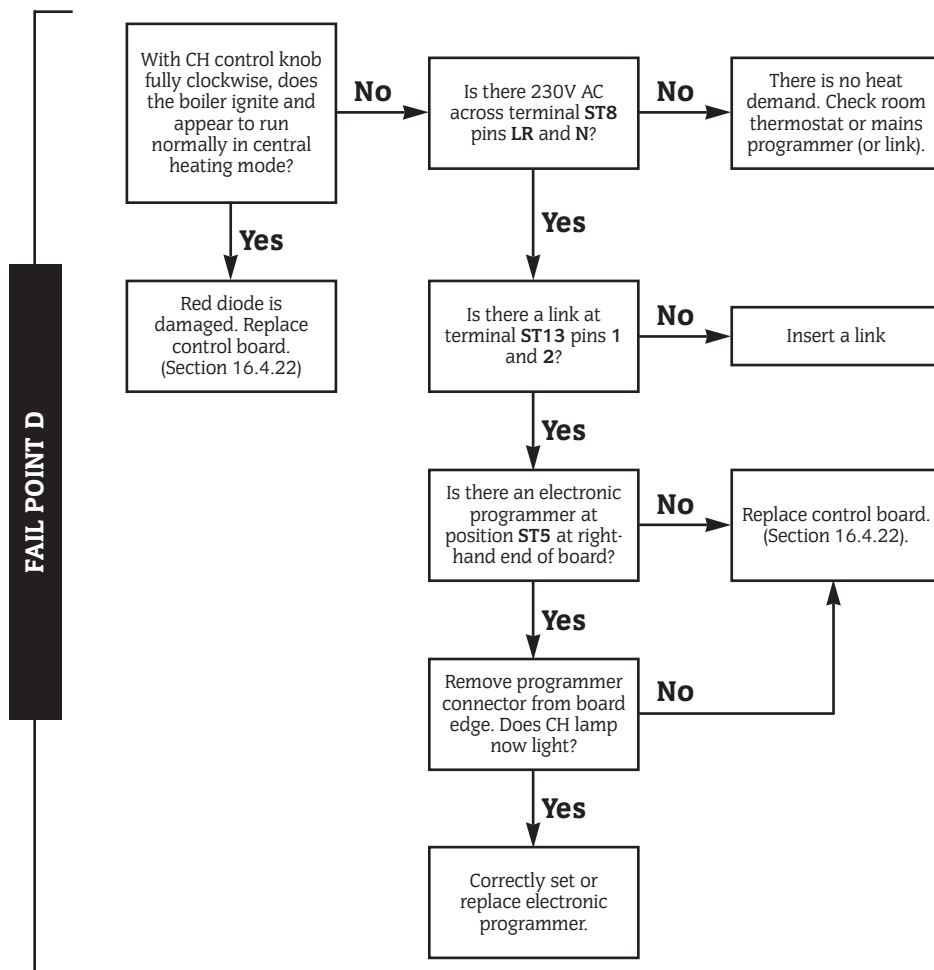 FAIL POINT D
With CH control knob
fully clockwise, does
the boiler ignite and
appear to run
normally in central
heating mode?
No
Is there 230V AC
across terminal ST8
pins LR and N?
No
There is no heat
demand. Check room
thermostat or mains
programmer (or link).
Yes
Red diode is
damaged. Replace
control board.
(Section 16.4.22)
Yes
Is there a link at
terminal ST13 pins 1
and 2?
No
Insert a link
Yes
Is there an electronic
programmer at
position ST5 at right-
hand end of board?
No
Replace control board.
(Section 16.4.22).
Yes
Remove programmer
connector from board
edge. Does CH lamp
now light?
No
Yes
Correctly set or
replace electronic
programmer.